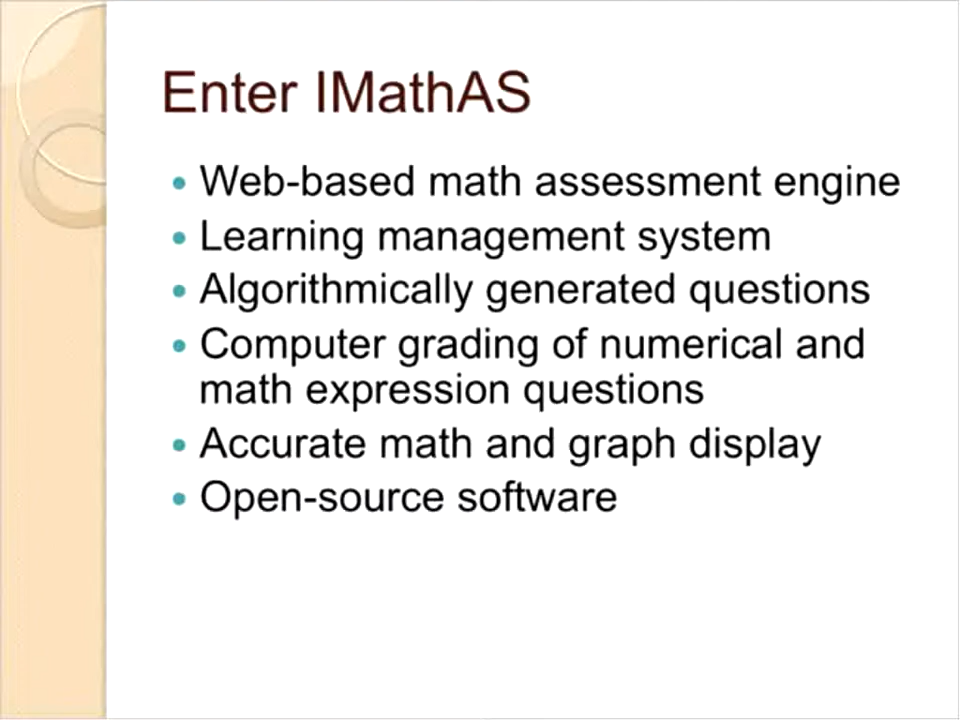 Enter IMathAS
• Web-based math assessment engine
• Learning management system
• Algorithmically generated questions
• Computer grading of numerical and
math expression questions
• Accurate math and graph display
• Open-source software